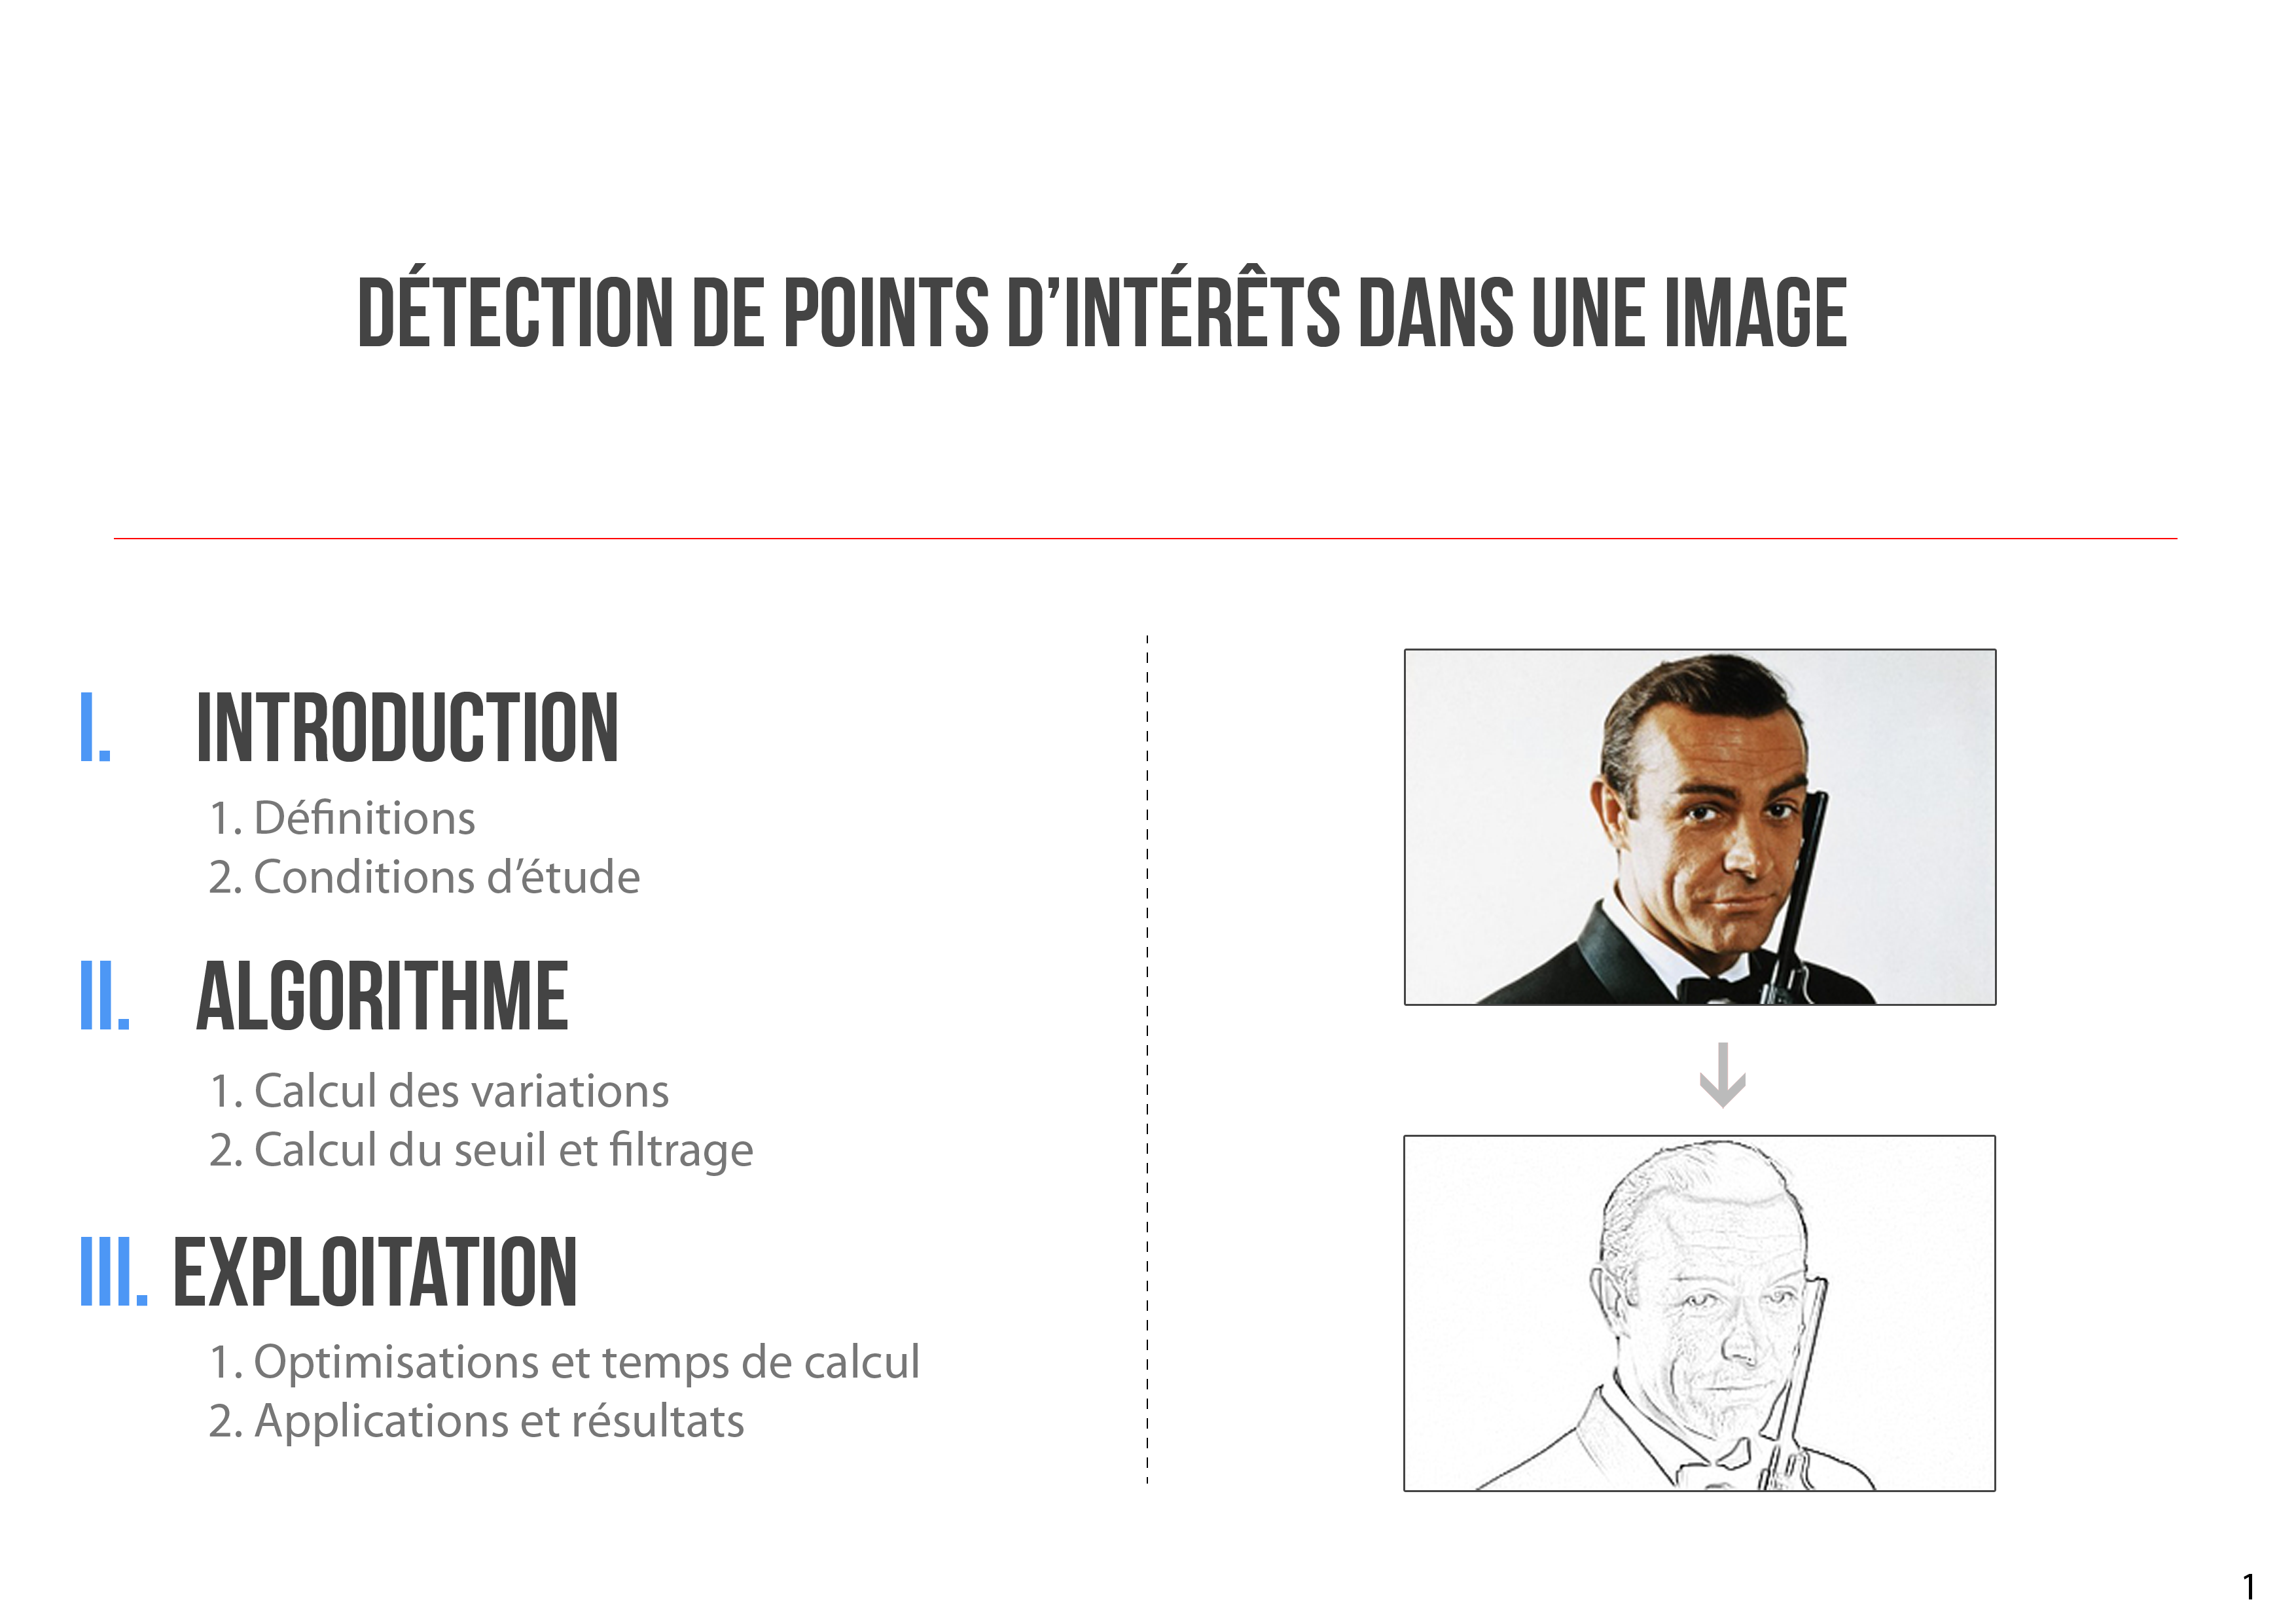 DÉTECTION DE POINTS D’INTÉRÊTS DANS UNE IMAGE
I. INTRODUCTION
1. Définitions
2. Conditions d’étude
II. ALGORITHME
1. Calcul des variations
2. Calcul du seuil et filtrage
III. EXPLOITATION
1. Optimisations et temps de calcul
2. Applications et résultats
1